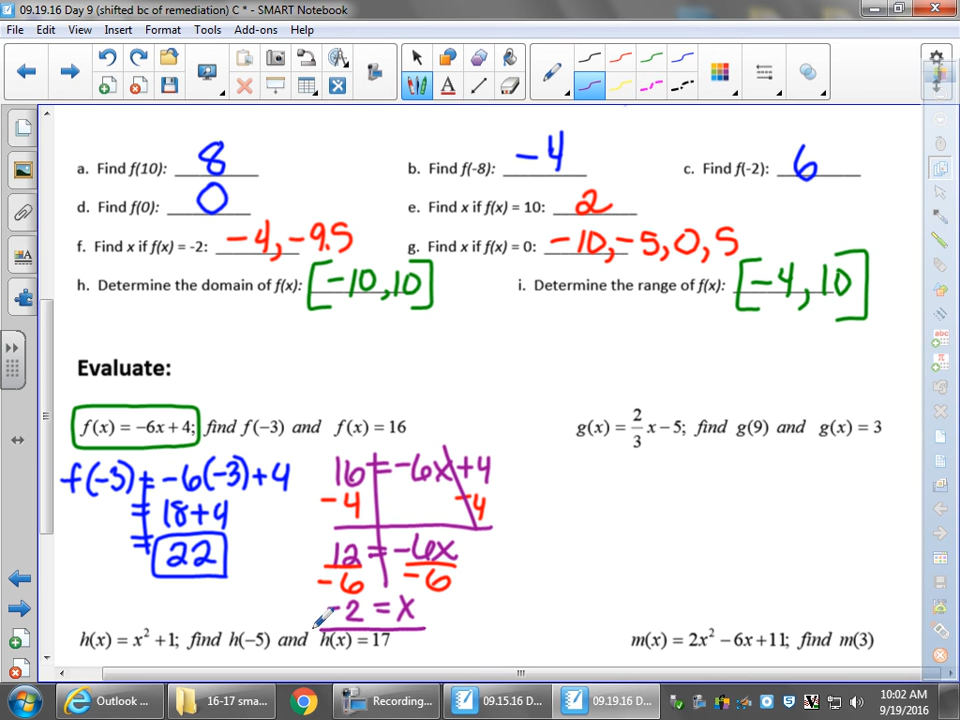 09.19.16 Day 9 (shifted bc of remediation) C * - SMART Notebook
File Edit View Insert Format Tools Add-ons Help
a. Find f(10): 8 b. Find f(-8): -4 c. Find f(-2): 6
d. Find f(0): 0 e. Find x if f(x) = 10: 2
f. Find x if f(x) = -2: -4, -9.5 g. Find x if f(x) = 0: -10, -5, 0, 5
h. Determine the domain of f(x): [-10, 10] i. Determine the range of f(x): [-4, 10]
Evaluate:
f(x) = −6x + 4; find f(−3) and f(x) = 16 g(x) = 2/3 x − 5; find g(9) and g(x) = 3
f(-3) = -6(-3)+4
= 18+4
= 22
16 = -6x+4
-4 -4
12 = -6x
-6 -6
-2 = x
h(x) = x² + 1; find h(−5) and h(x) = 17 m(x) = 2x² − 6x + 11; find m(3)
Outlook ... 16-17 sma... Recording... 09.15.16 D... 09.19.16 D... 10:02 AM
9/19/2016